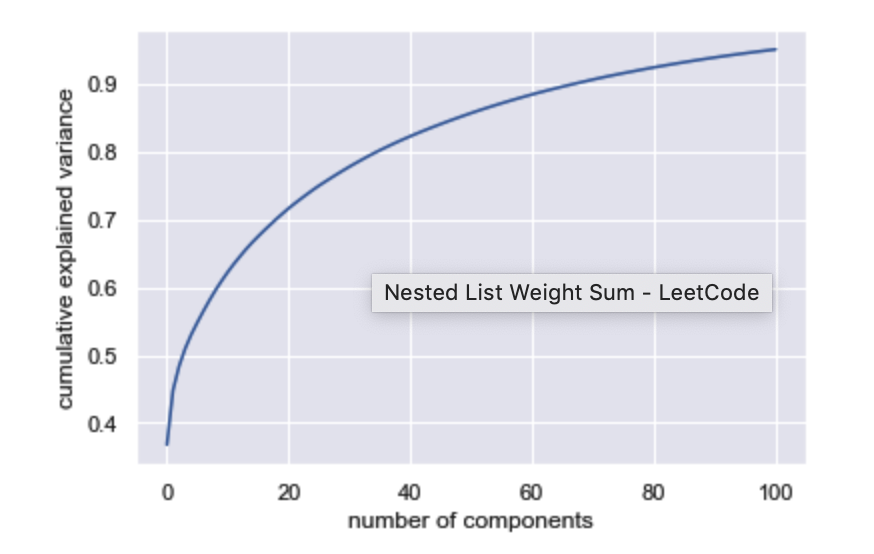 0.9
0.8
0.7
0.6
0.5
0.4
cumulative explained variance
Nested List Weight Sum - LeetCode
0 20 40 60 80 100
number of components